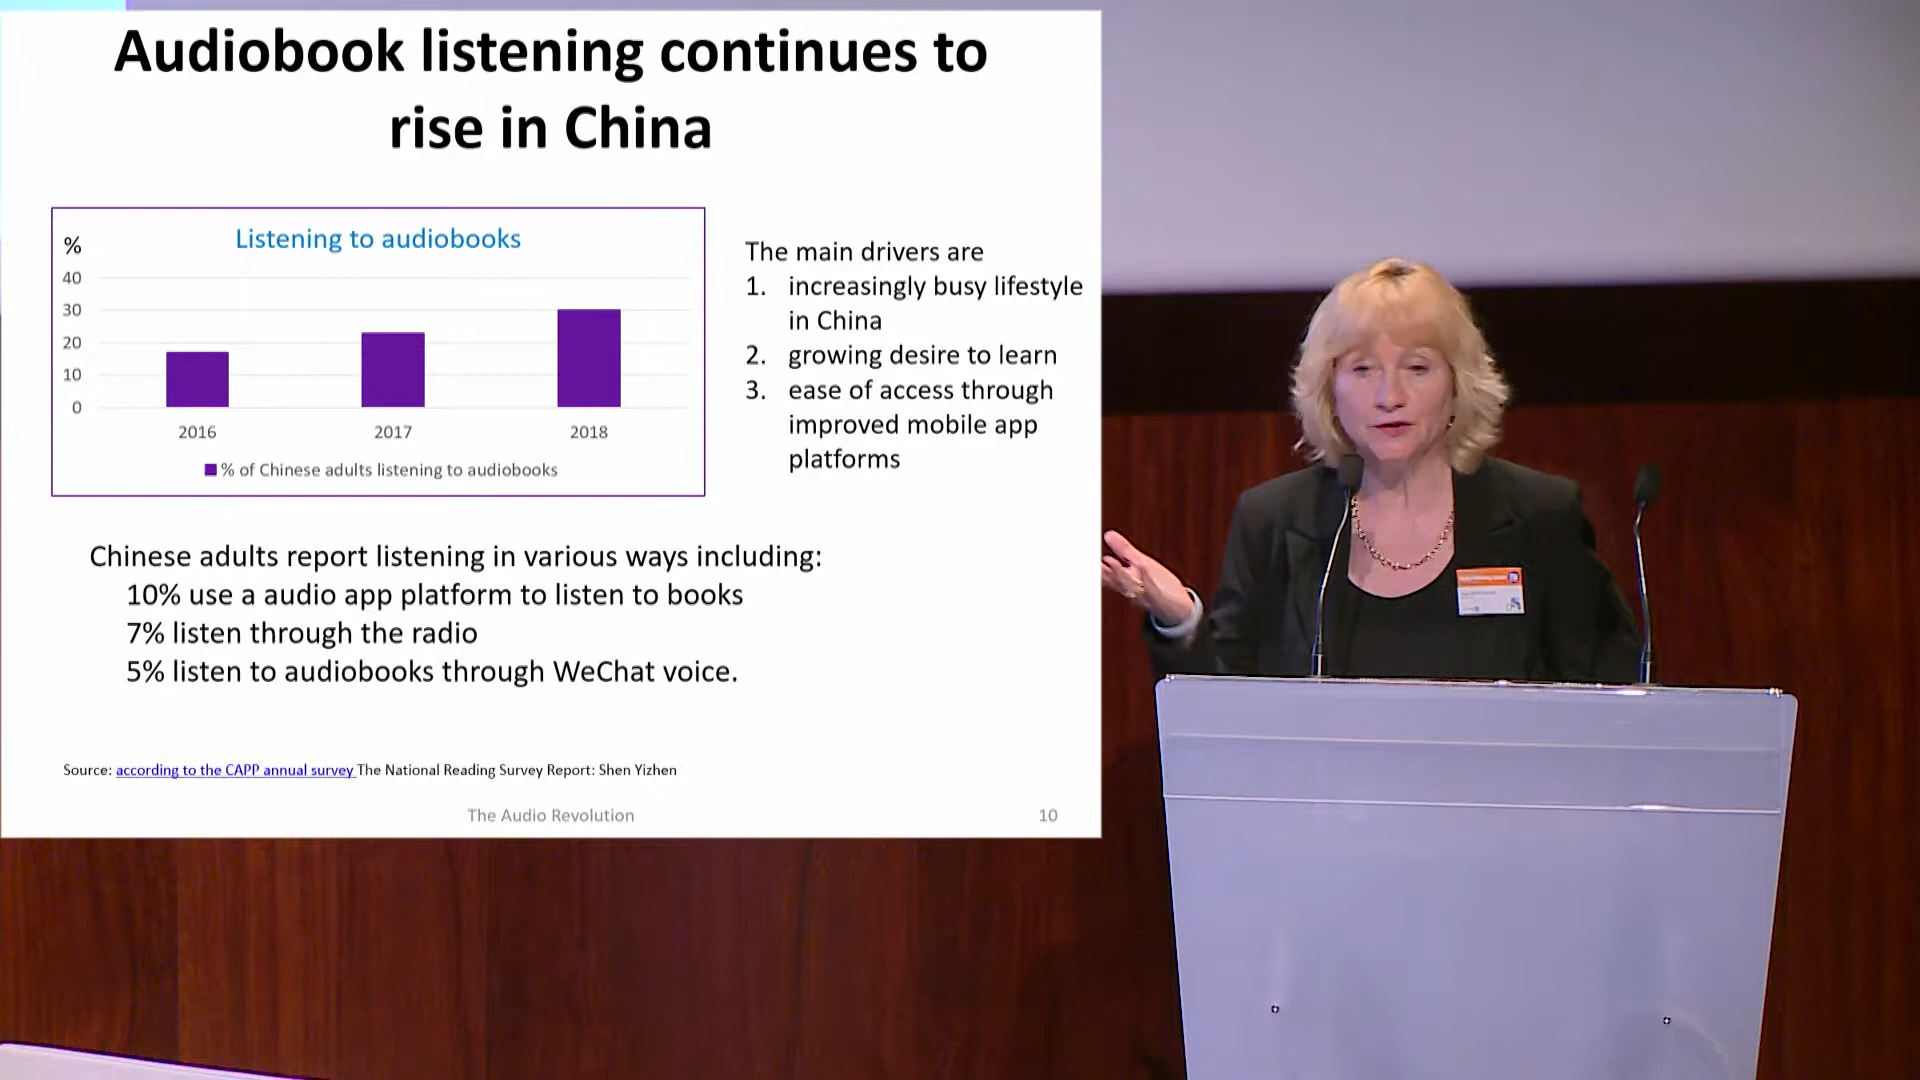 Audiobook listening continues to
rise in China
%
Listening to audiobooks
40
30
20
10
0
2016
2017
2018
% of Chinese adults listening to audiobooks
The main drivers are
1. increasingly busy lifestyle
in China
2. growing desire to learn
3. ease of access through
improved mobile app
platforms
Chinese adults report listening in various ways including:
10% use a audio app platform to listen to books
7% listen through the radio
5% listen to audiobooks through WeChat voice.
Source: according to the CAPP annual survey The National Reading Survey Report: Shen Yizhen
The Audio Revolution
10